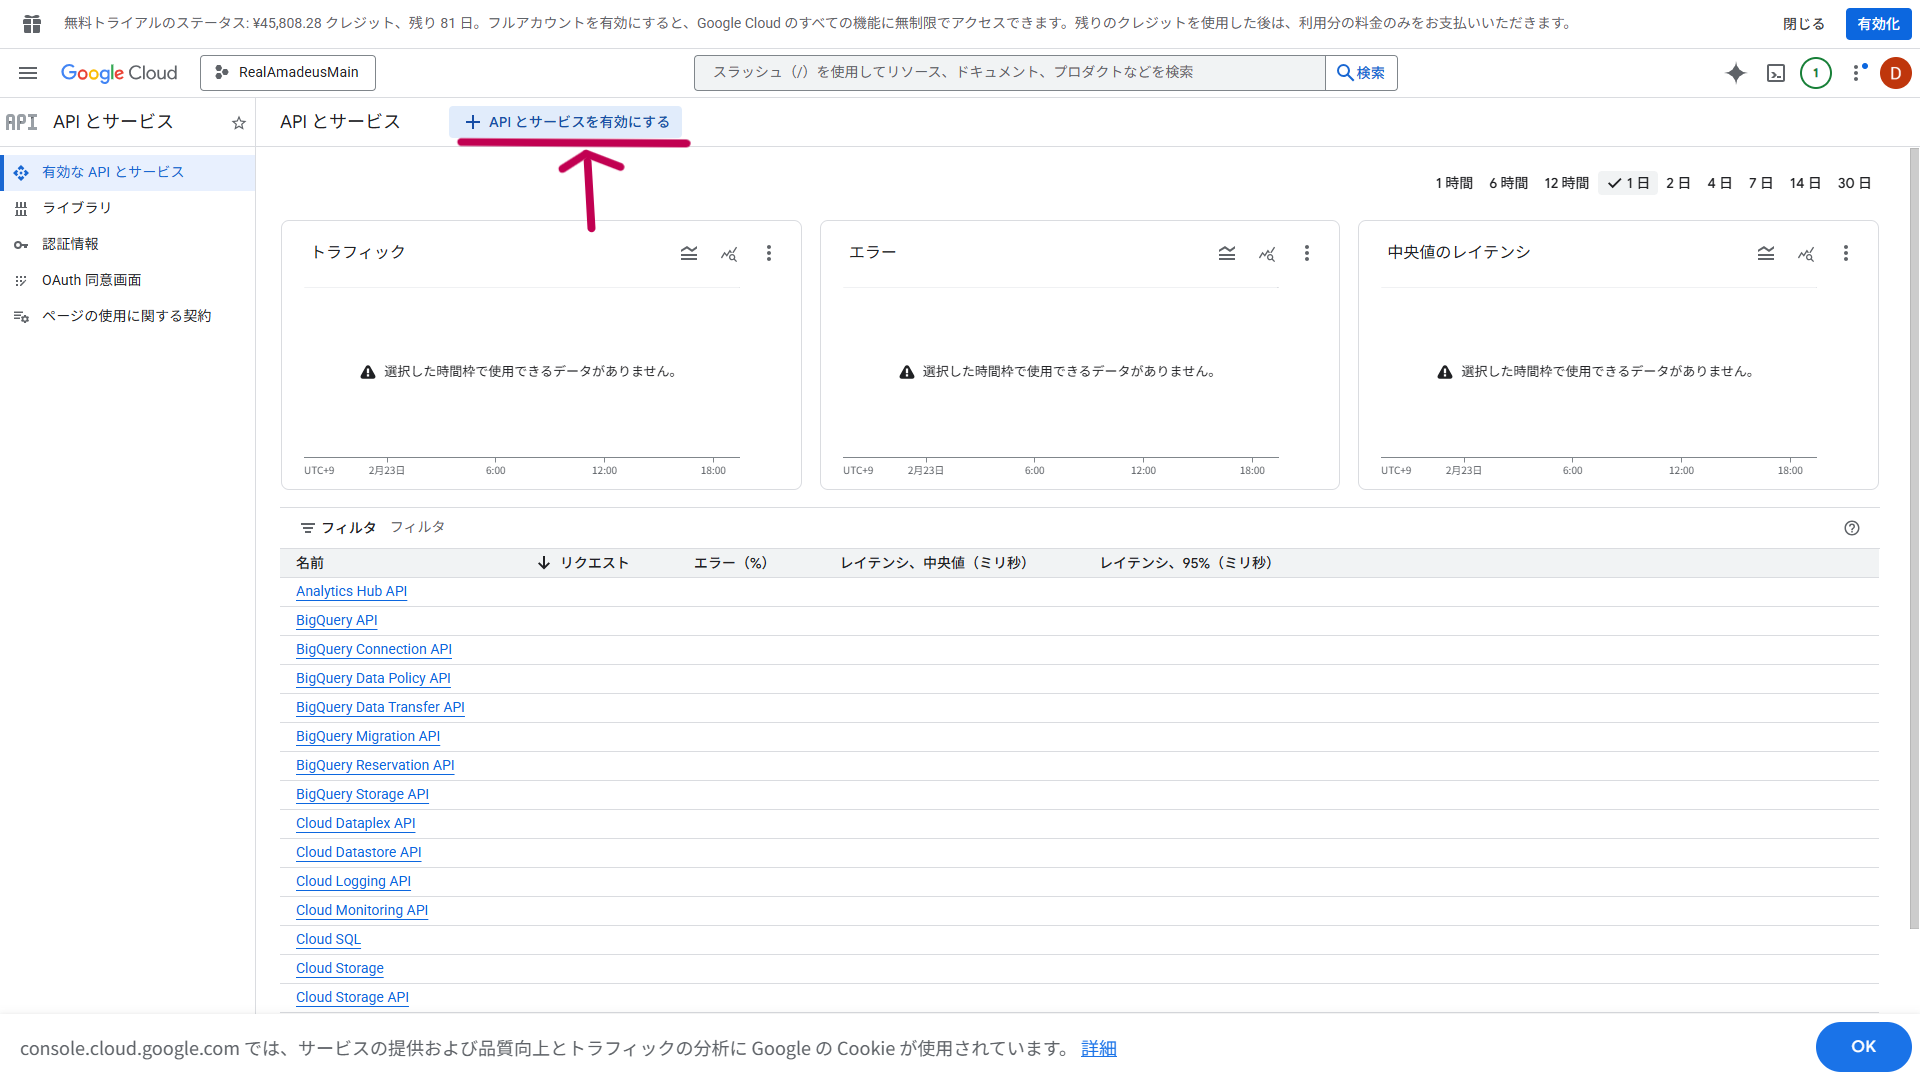 無料トライアルのステータス: ¥45,808.28 クレジット、残り 81 日。フルアカウントを有効にすると、Google Cloud のすべての機能に無制限でアクセスできます。残りのクレジットを使用した後は、利用分の料金のみをお支払いいただきます。
閉じる
有効化
Google Cloud
RealAmadeusMain
スラッシュ（/）を使用してリソース、ドキュメント、プロダクトなどを検索
検索
1
D
API API とサービス
API とサービス
API とサービスを有効にする
有効な API とサービス
ライブラリ
認証情報
OAuth 同意画面
ページの使用に関する契約
1 時間 6 時間 12 時間 1 日 2 日 4 日 7 日 14 日 30 日
トラフィック
選択した時間枠で使用できるデータがありません。
UTC+9 2月23日 6:00 12:00 18:00
エラー
選択した時間枠で使用できるデータがありません。
UTC+9 2月23日 6:00 12:00 18:00
中央値のレイテンシ
選択した時間枠で使用できるデータがありません。
UTC+9 2月23日 6:00 12:00 18:00
フィルタ フィルタ
名前 リクエスト エラー（%） レイテンシ、中央値（ミリ秒） レイテンシ、95%（ミリ秒）
Analytics Hub API
BigQuery API
BigQuery Connection API
BigQuery Data Policy API
BigQuery Data Transfer API
BigQuery Migration API
BigQuery Reservation API
BigQuery Storage API
Cloud Dataplex API
Cloud Datastore API
Cloud Logging API
Cloud Monitoring API
Cloud SQL
Cloud Storage
Cloud Storage API
console.cloud.google.com では、サービスの提供および品質向上とトラフィックの分析に Google の Cookie が使用されています。 詳細
OK